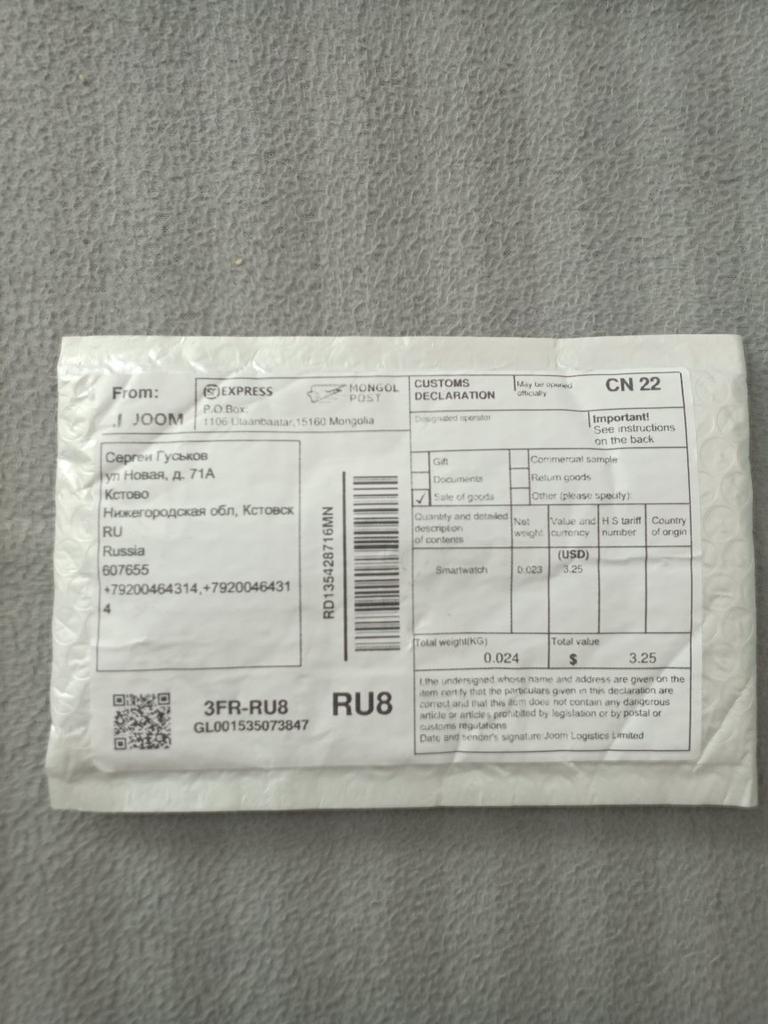 From:
.I JOOM
EXPRESS
MONGOL
POST
P.O.Box:
1106 Ulaanbaatar,15160 Mongolia
Сергей Гуськов
ул Новая, д. 71А
Кстово
Нижегородская обл, Кстовск
RU
Russia
607655
+79200464314,+7920046431
4
RD135428716MN
3FR-RU8
GL001535073847
RU8
CUSTOMS
DECLARATION
May be opened
officially
CN 22
Designated operator
Important!
See instructions
on the back
Gift
Commercial sample
Documents
Return goods
✓ Sale of goods
Other (please specify):
Quantity and detailed
description
of contents
Net
weight
Value and
currency
H S tariff
number
Country
of origin
(USD)
Smartwatch 0.023 3.25
Total weight(KG)
0.024
Total value
$ 3.25
I,the undersigned whose name and address are given on the
item certify that the particulars given in this declaration are
correct and that this item does not contain any dangerous
article or articles prohibited by legislation or by postal or
customs regulations
Date and sender's signature Joom Logistics Limited